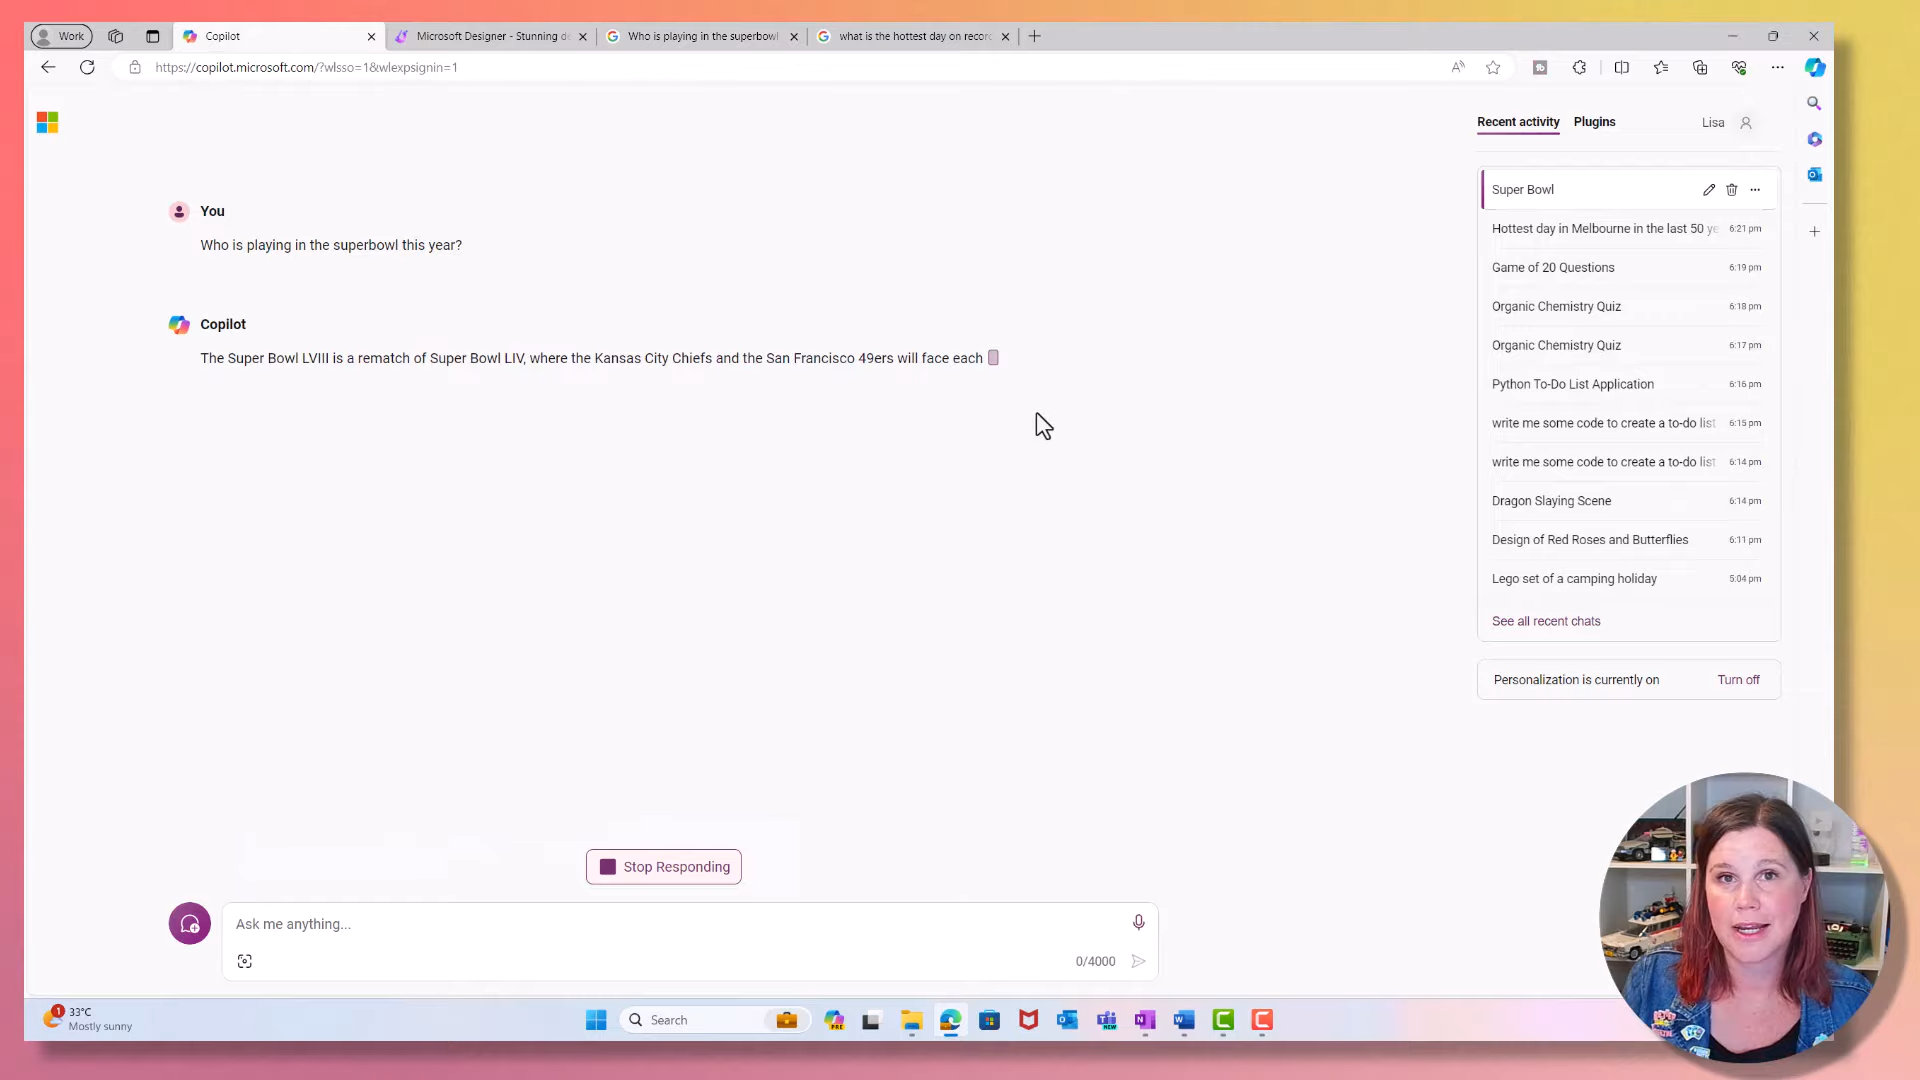 Work
Copilot
Microsoft Designer - Stunning de
Who is playing in the superbowl
what is the hottest day on record
https://copilot.microsoft.com/?wlsso=1&wlexpsignin=1
Recent activity
Plugins
Lisa
You
Who is playing in the superbowl this year?
Copilot
The Super Bowl LVIII is a rematch of Super Bowl LIV, where the Kansas City Chiefs and the San Francisco 49ers will face each
Super Bowl
Hottest day in Melbourne in the last 50 ye 6:21 pm
Game of 20 Questions 6:19 pm
Organic Chemistry Quiz 6:18 pm
Organic Chemistry Quiz 6:17 pm
Python To-Do List Application 6:16 pm
write me some code to create a to-do list 6:15 pm
write me some code to create a to-do list 6:14 pm
Dragon Slaying Scene 6:14 pm
Design of Red Roses and Butterflies 6:11 pm
Lego set of a camping holiday 5:04 pm
See all recent chats
Personalization is currently on Turn off
Stop Responding
Ask me anything...
0/4000
1
33°C
Mostly sunny
Search
PRE
NEW